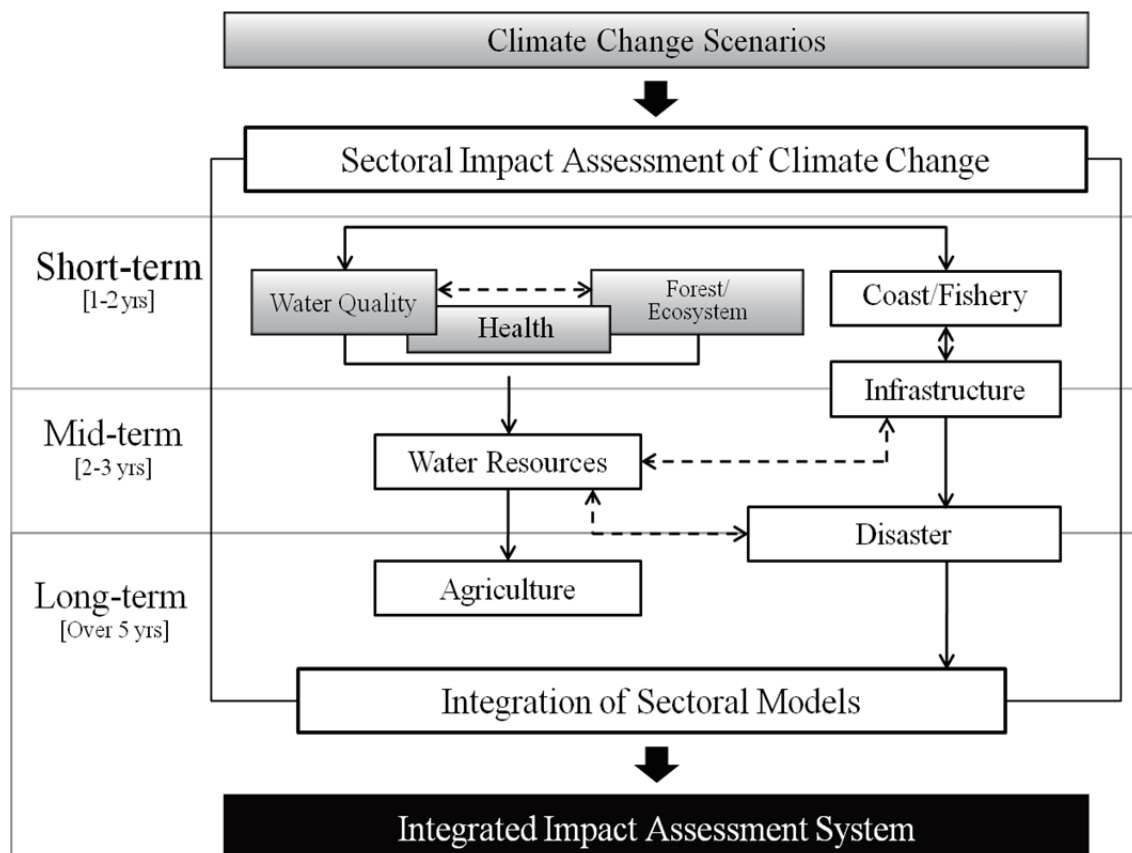 Climate Change Scenarios
Sectoral Impact Assessment of Climate Change
Short-term
[1-2 yrs]
Water Quality
Forest/
Ecosystem
Health
Coast/Fishery
Infrastructure
Mid-term
[2-3 yrs]
Water Resources
Disaster
Long-term
[Over 5 yrs]
Agriculture
Integration of Sectoral Models
Integrated Impact Assessment System